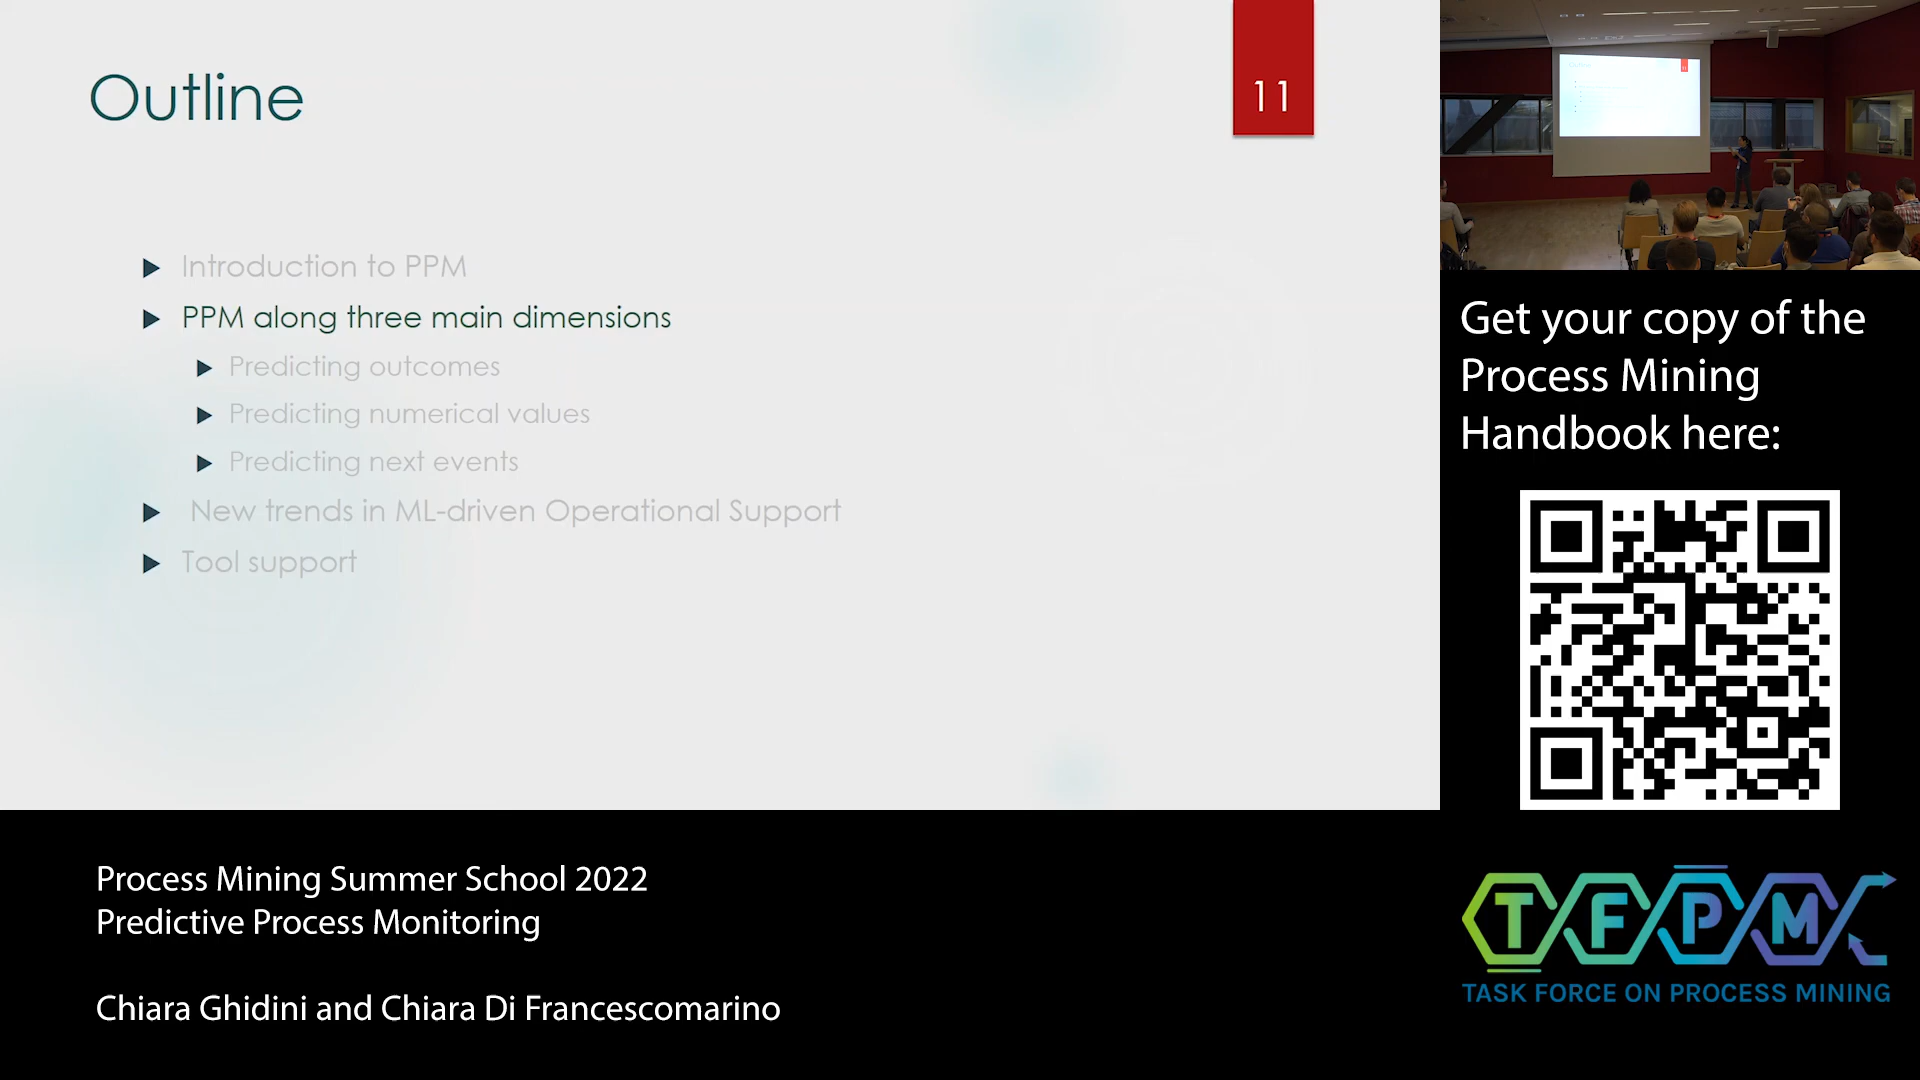 Outline
11
Introduction to PPM
PPM along three main dimensions
Predicting outcomes
Predicting numerical values
Predicting next events
New trends in ML-driven Operational Support
Tool support
Get your copy of the
Process Mining
Handbook here:
Process Mining Summer School 2022
Predictive Process Monitoring
Chiara Ghidini and Chiara Di Francescomarino
TFPM
TASK FORCE ON PROCESS MINING